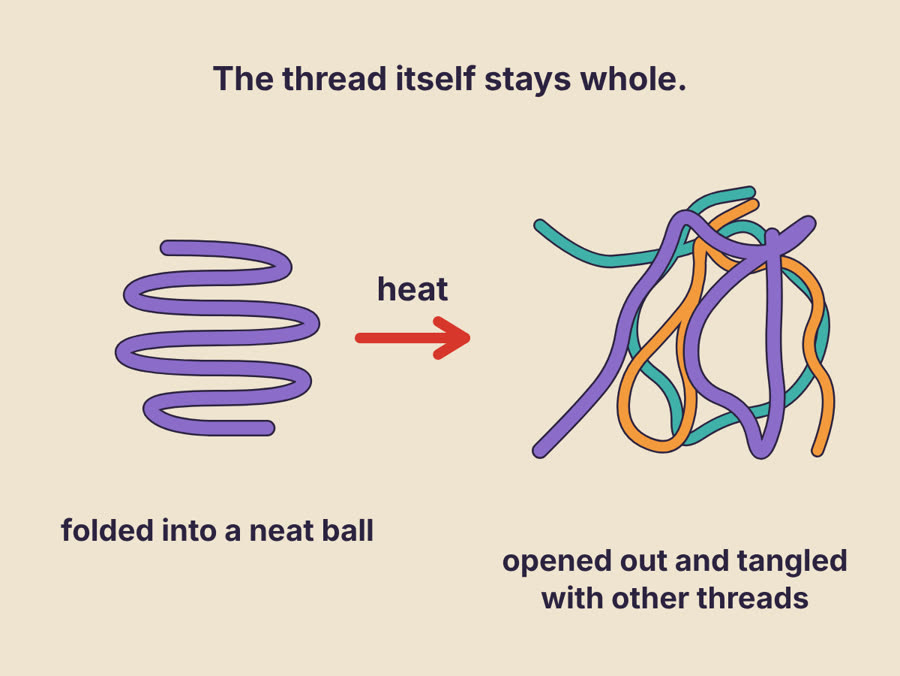 The thread itself stays whole.
heat
folded into a neat ball
opened out and tangled
with other threads